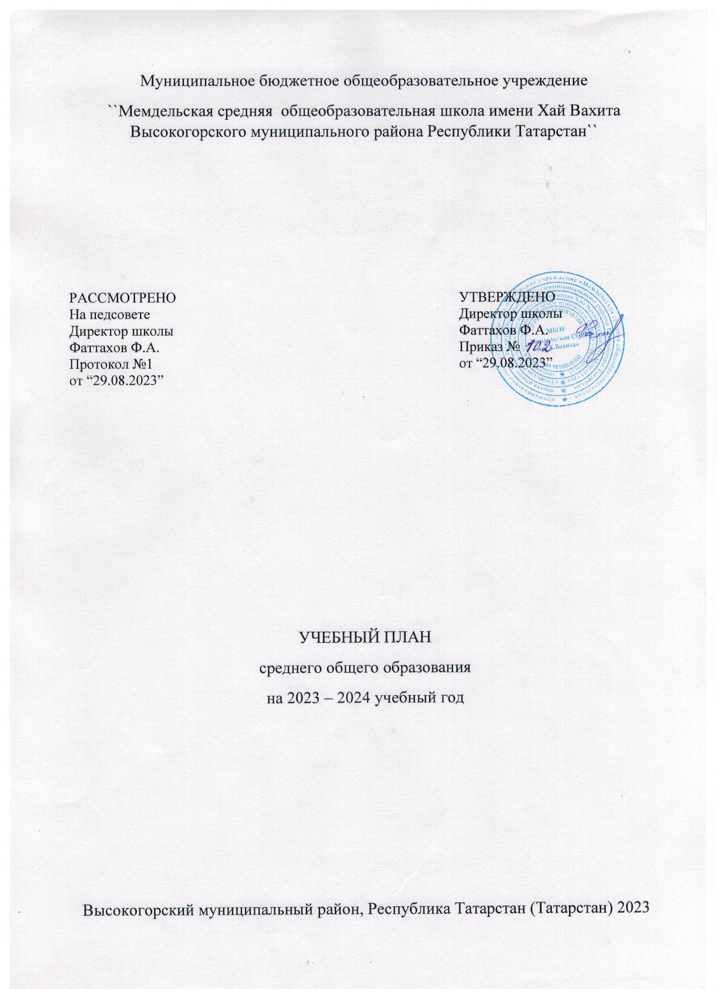 Муниципальное бюджетное общеобразовательное учреждение
``Мемдельская средняя общеобразовательная школа имени Хай Вахита
Высокогорского муниципального района Республики Татарстан``
РАССМОТРЕНО
На педсовете
Директор школы
Фаттахов Ф.А.
Протокол №1
от “29.08.2023”
УТВЕРЖДЕНО
Директор школы
Фаттахов Ф.А.
Приказ № 102
от “29.08.2023”
МБОУ
Х.Вахита»
УЧЕБНЫЙ ПЛАН
среднего общего образования
на 2023 – 2024 учебный год
Высокогорский муниципальный район, Республика Татарстан (Татарстан) 2023